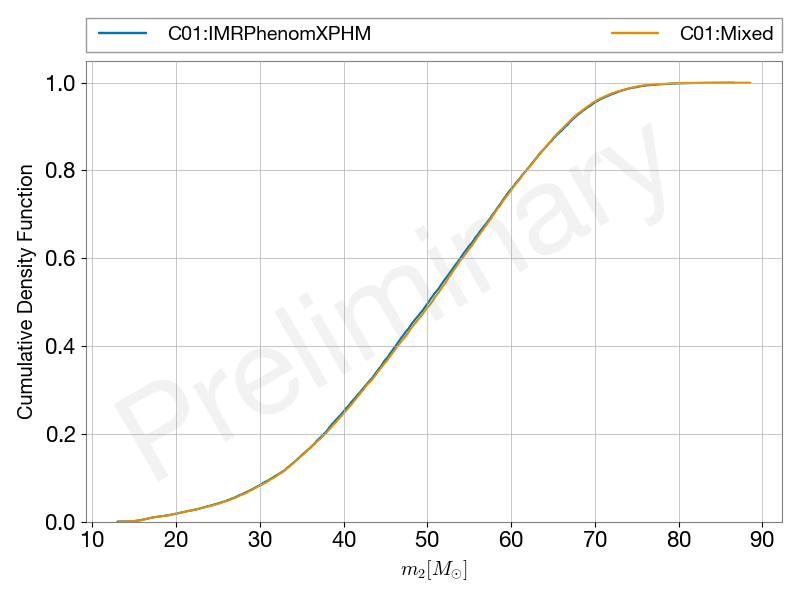 C01:IMRPhenomXPHM C01:Mixed
1.0
0.8
0.6
0.4
0.2
0.0
Cumulative Density Function
Preliminary
10 20 30 40 50 60 70 80 90
m₂[M☉]